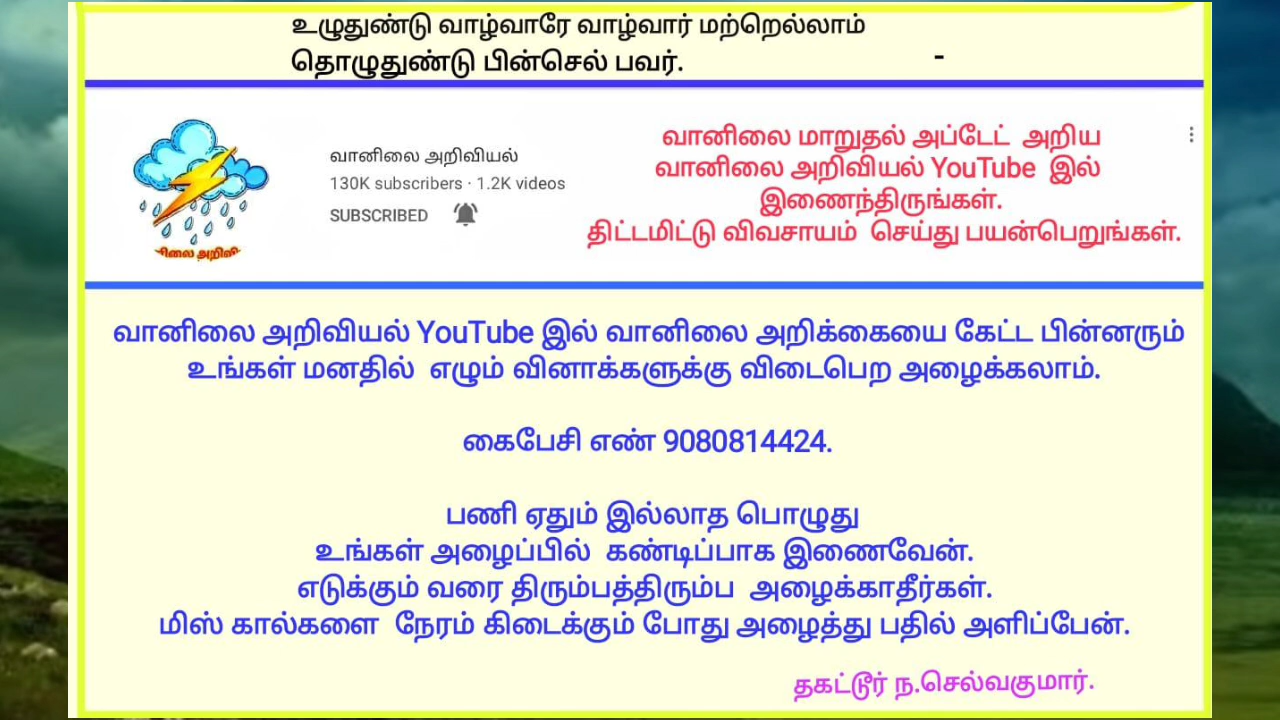 உழுதுண்டு வாழ்வாரே வாழ்வார் மற்றெல்லாம்
தொழுதுண்டு பின்செல் பவர். -
வானிலை அறிவியல்
130K subscribers · 1.2K videos
SUBSCRIBED
வானிலை மாறுதல் அப்டேட் அறிய
வானிலை அறிவியல் YouTube இல்
இணைந்திருங்கள்.
திட்டமிட்டு விவசாயம் செய்து பயன்பெறுங்கள்.
வானிலை அறிவியல் YouTube இல் வானிலை அறிக்கையை கேட்ட பின்னரும்
உங்கள் மனதில் எழும் வினாக்களுக்கு விடைபெற அழைக்கலாம்.
கைபேசி எண் 9080814424.
பணி ஏதும் இல்லாத பொழுது
உங்கள் அழைப்பில் கண்டிப்பாக இணைவேன்.
எடுக்கும் வரை திரும்பத்திரும்ப அழைக்காதீர்கள்.
மிஸ் கால்களை நேரம் கிடைக்கும் போது அழைத்து பதில் அளிப்பேன்.
தகட்டூர் ந.செல்வகுமார்.